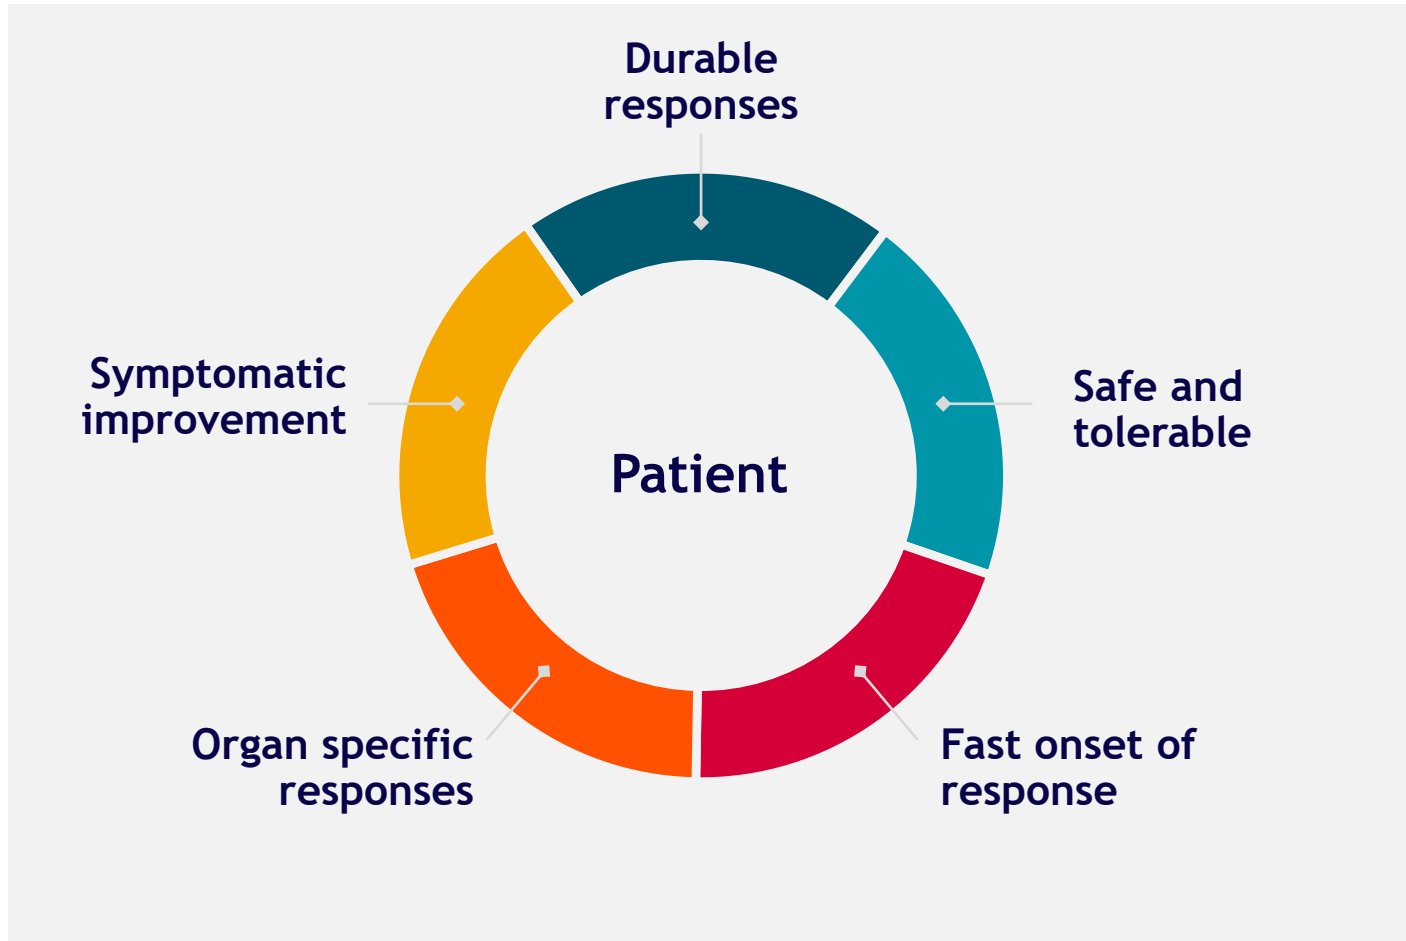 Durable
responses
Symptomatic
improvement
Safe and
tolerable
Patient
Organ specific
responses
Fast onset of
response